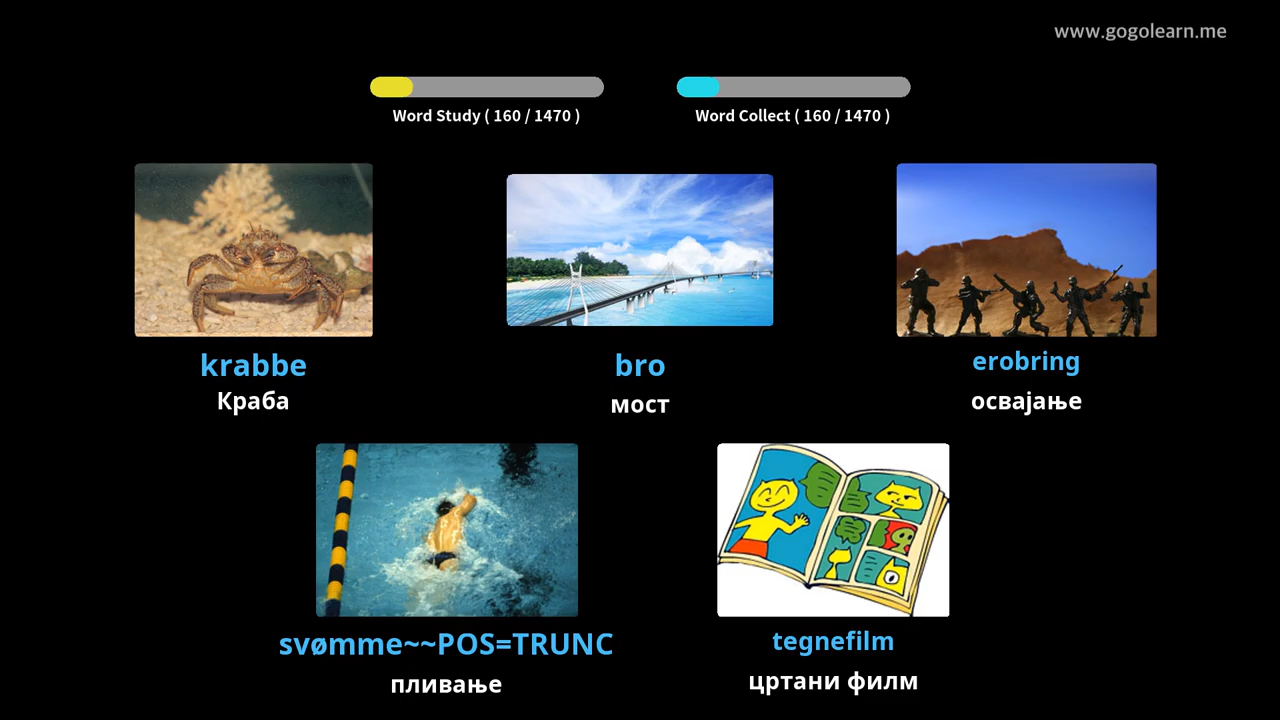 www.gogolearn.me
Word Study ( 160 / 1470 )
Word Collect ( 160 / 1470 )
krabbe
Краба
bro
мост
erobring
освајање
svømme~~POS=TRUNC
пливање
tegnefilm
цртани филм